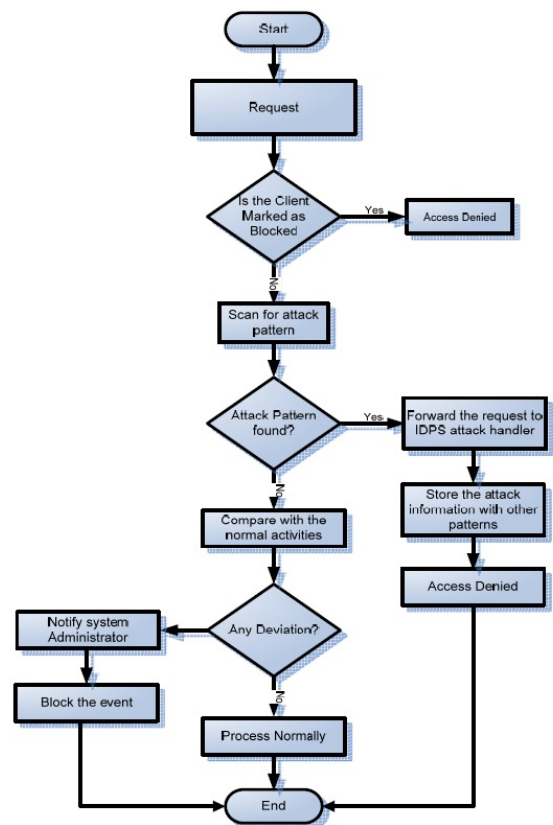 Start
Request
Is the Client
Marked as
Blocked
Yes
Access Denied
No
Scan for attack
pattern
Attack Pattern
found?
Yes
Forward the request to
IDPS attack handler
No
Store the attack
information with other
patterns
Compare with the
normal activities
Access Denied
Any Deviation?
Notify system
Administrator
No
Block the event
Process Normally
End